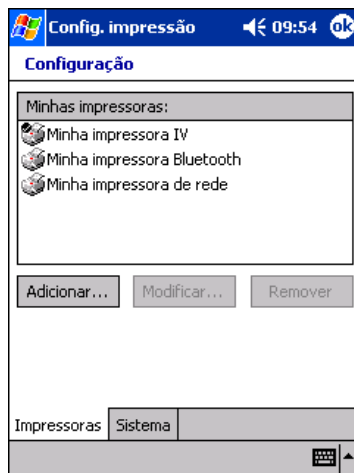 Config. impressão 09:54 ok
Configuração
Minhas impressoras:
Minha impressora IV
Minha impressora Bluetooth
Minha impressora de rede
Adicionar... Modificar... Remover
Impressoras Sistema